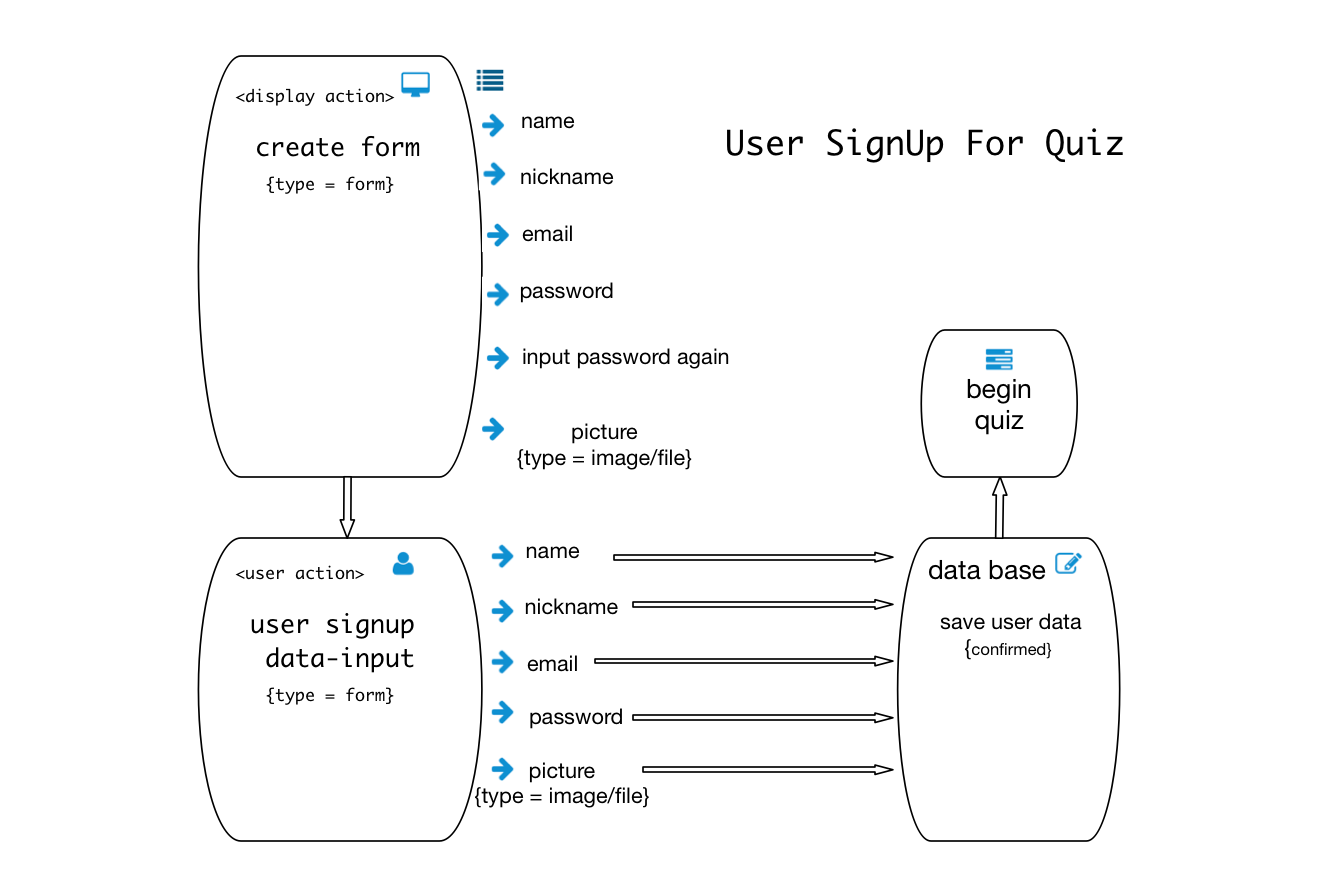 <display action>
create form
{type = form}
name
nickname
email
password
input password again
picture
{type = image/file}
User SignUp For Quiz
begin
quiz
<user action>
user signup
data-input
{type = form}
name
nickname
email
password
picture
{type = image/file}
data base
save user data
{confirmed}